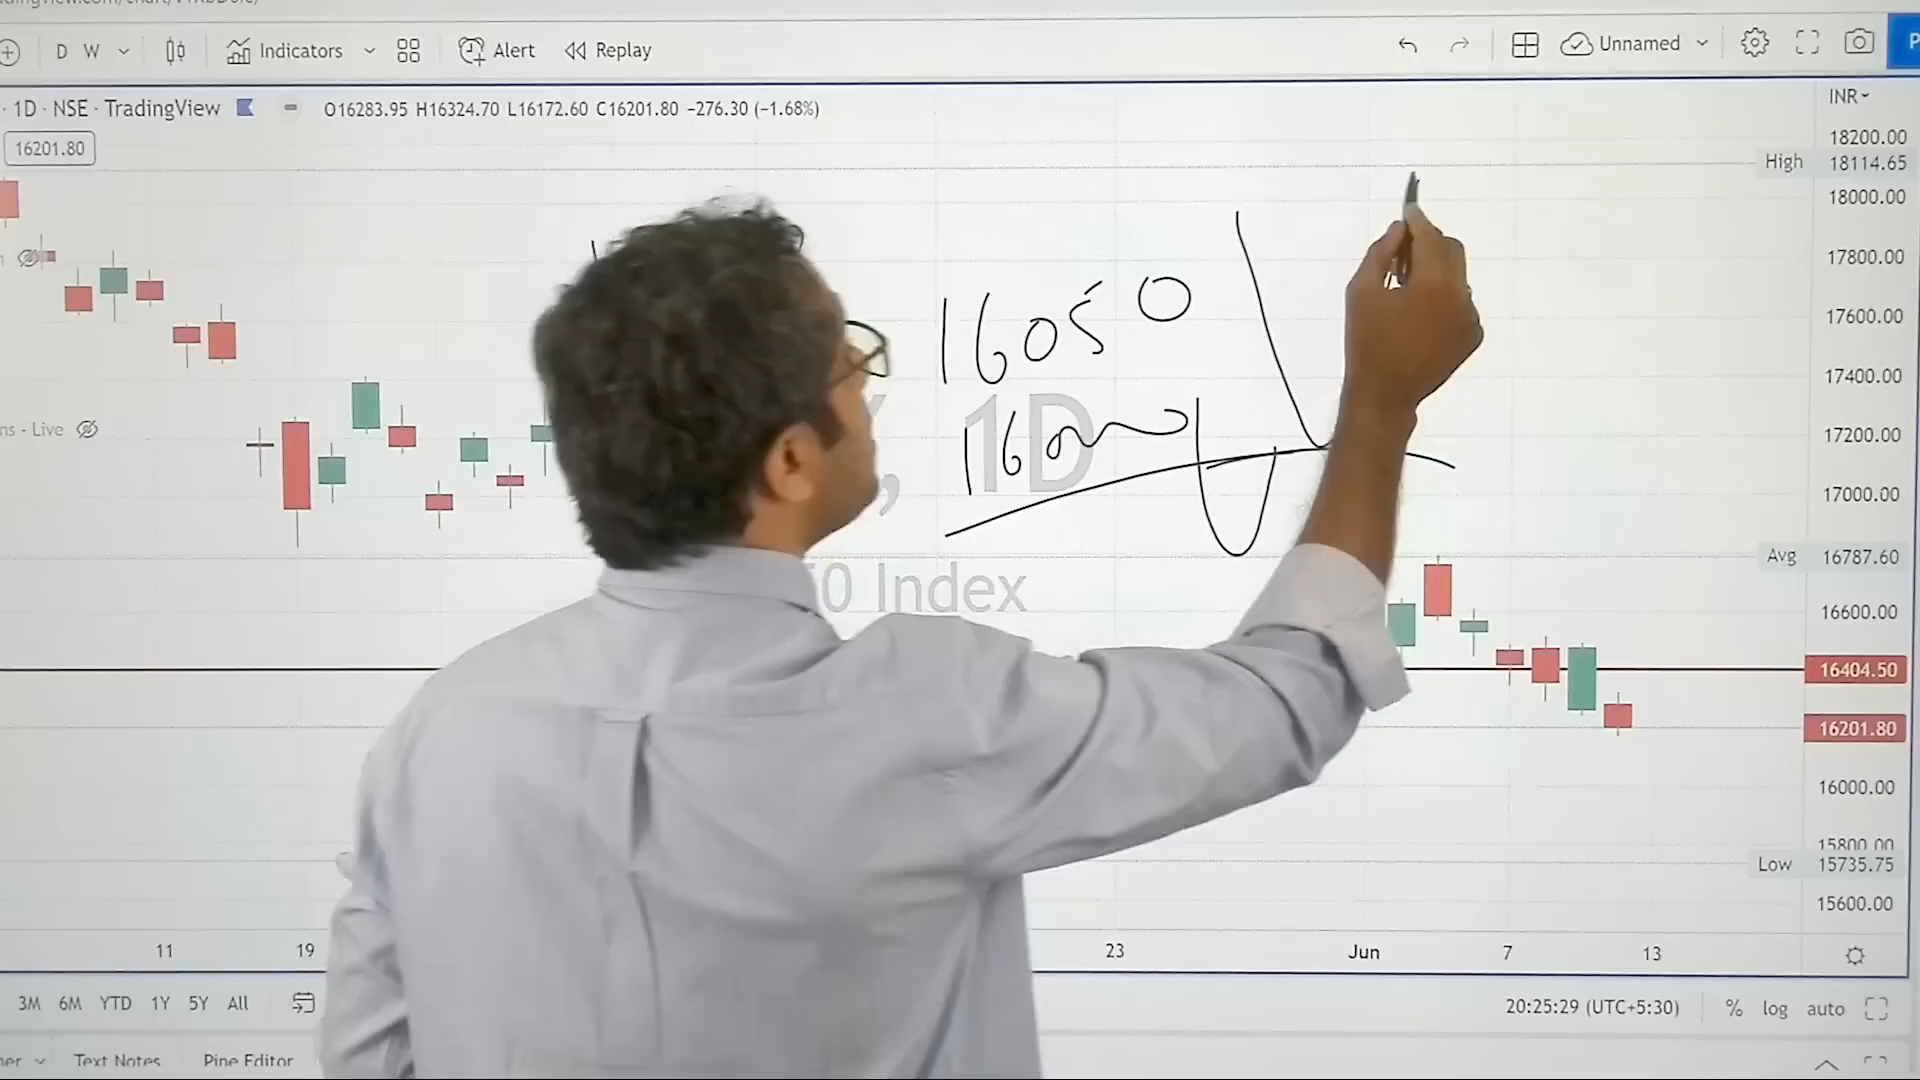 D W Indicators Alert Replay Unnamed
1D · NSE · TradingView O16283.95 H16324.70 L16172.60 C16201.80 −276.30 (−1.68%) INR
16201.80
18200.00
High 18114.65
18000.00
17800.00
17600.00
17400.00
17200.00
17000.00
Avg 16787.60
16600.00
16404.50
16201.80
16000.00
15800.00
Low 15735.75
15600.00
16050
1D
0 Index
- Live
11 19 23 Jun 7 13
3M 6M YTD 1Y 5Y All 20:25:29 (UTC+5:30) % log auto
Text Notes Pine Editor